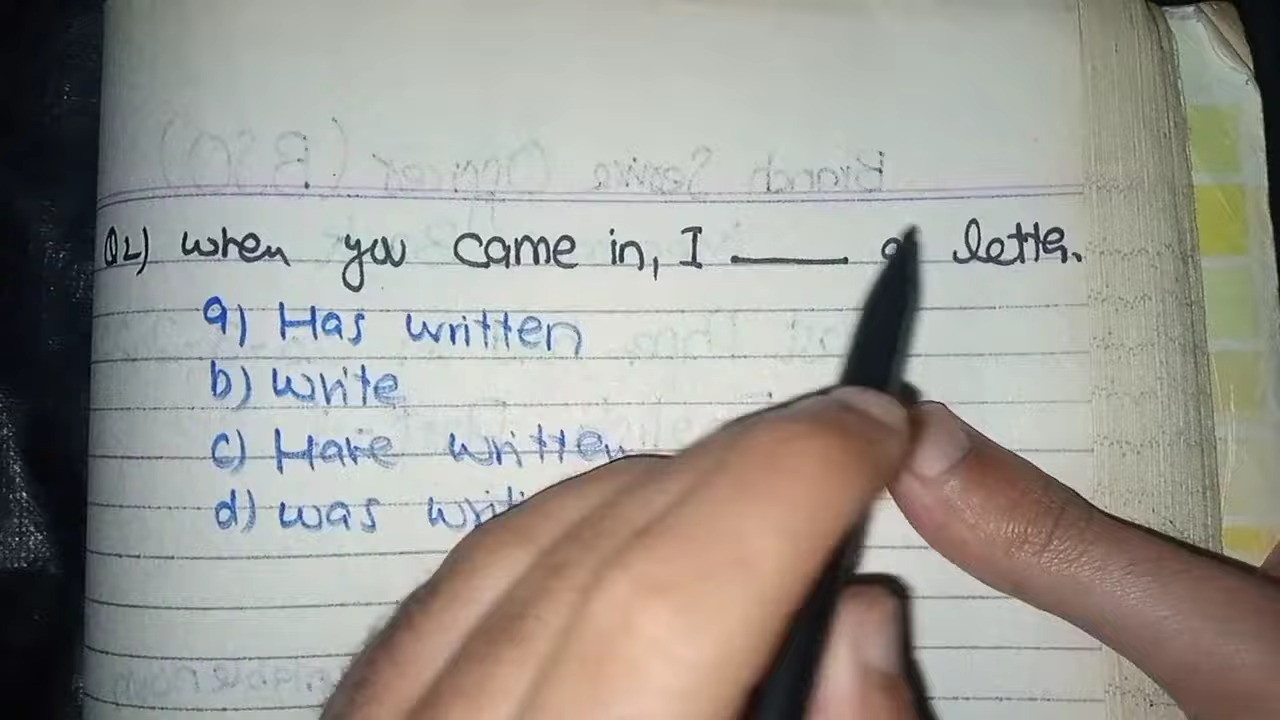 Q2) when you came in, I ____ a letter.
a) Has written
b) write
c) Have written
d) was